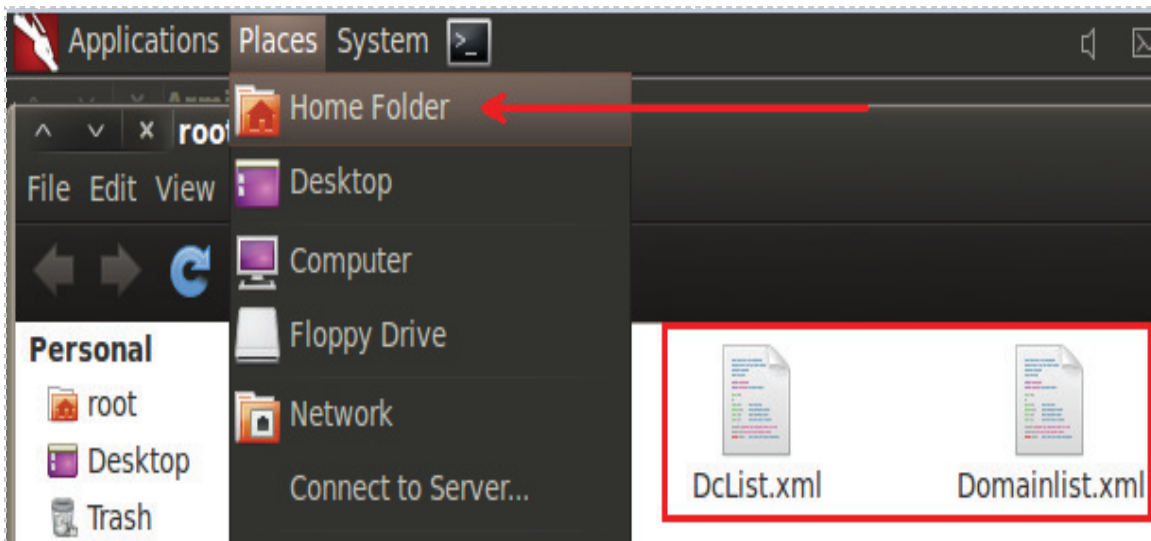 Applications Places System
Home Folder
root
File Edit View
Desktop
Computer
Floppy Drive
Personal
root
Network
Desktop
Connect to Server...
DcList.xml
Domainlist.xml
Trash